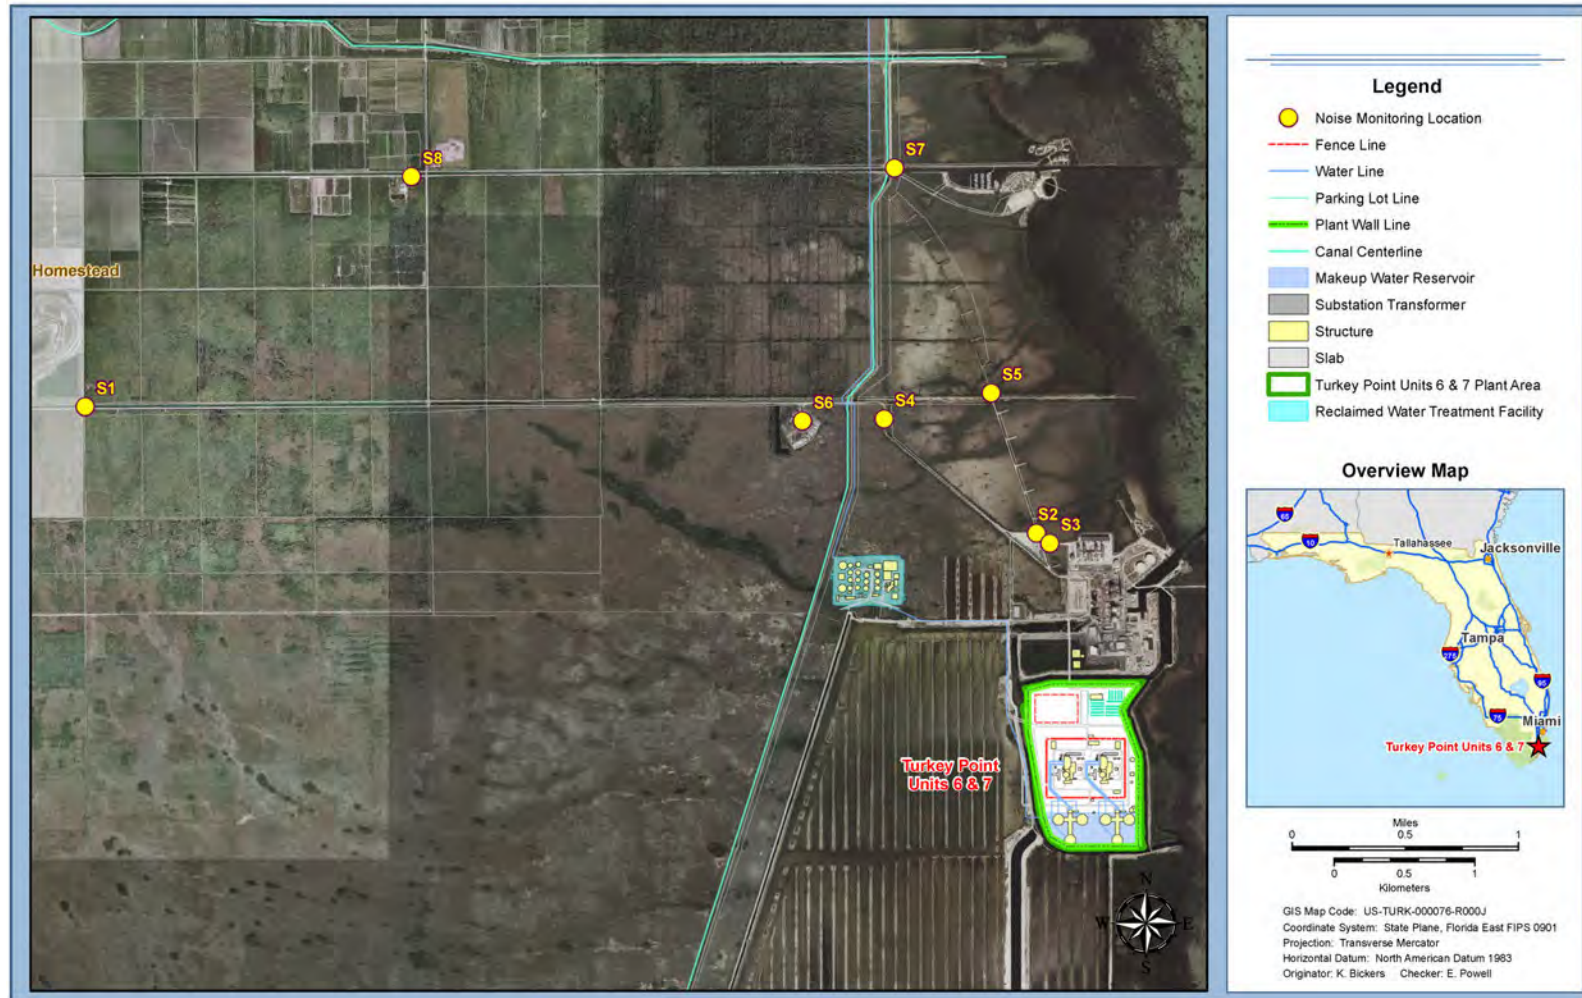 S8
S7
Homestead
S1
S6
S4
S5
S2
S3
Turkey Point
Units 6 & 7
N
W
E
S
Legend
Noise Monitoring Location
Fence Line
Water Line
Parking Lot Line
Plant Wall Line
Canal Centerline
Makeup Water Reservoir
Substation Transformer
Structure
Slab
Turkey Point Units 6 & 7 Plant Area
Reclaimed Water Treatment Facility
Overview Map
65
10
Tallahassee
Jacksonville
Tampa
275
95
75
Miami
Turkey Point Units 6 & 7
Miles
0 0.5 1
0 0.5 1
Kilometers
GIS Map Code: US-TURK-000076-R000J
Coordinate System: State Plane, Florida East FIPS 0901
Projection: Transverse Mercator
Horizontal Datum: North American Datum 1983
Originator: K. Bickers Checker: E. Powell